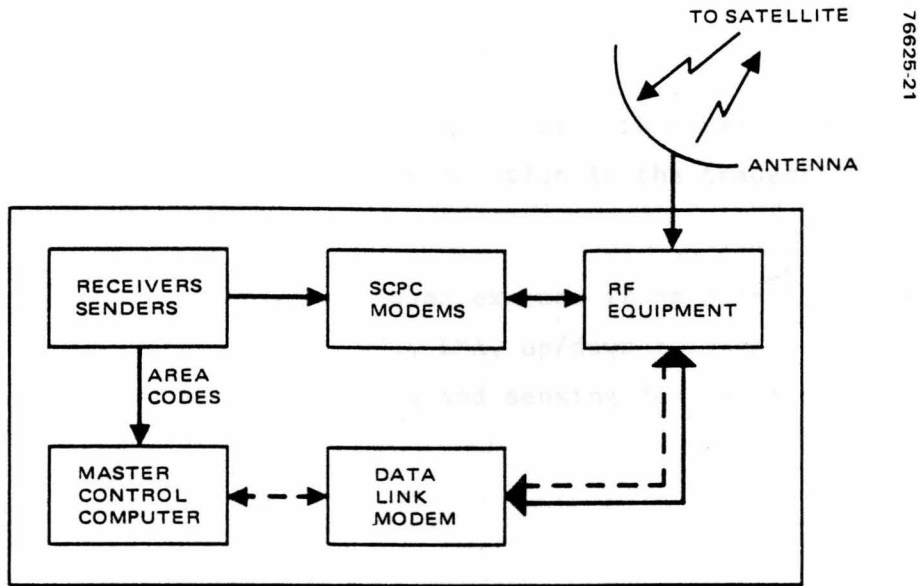 TO SATELLITE
76625-21
ANTENNA
RECEIVERS
SENDERS
SCPC
MODEMS
RF
EQUIPMENT
AREA
CODES
MASTER
CONTROL
COMPUTER
DATA
LINK
MODEM